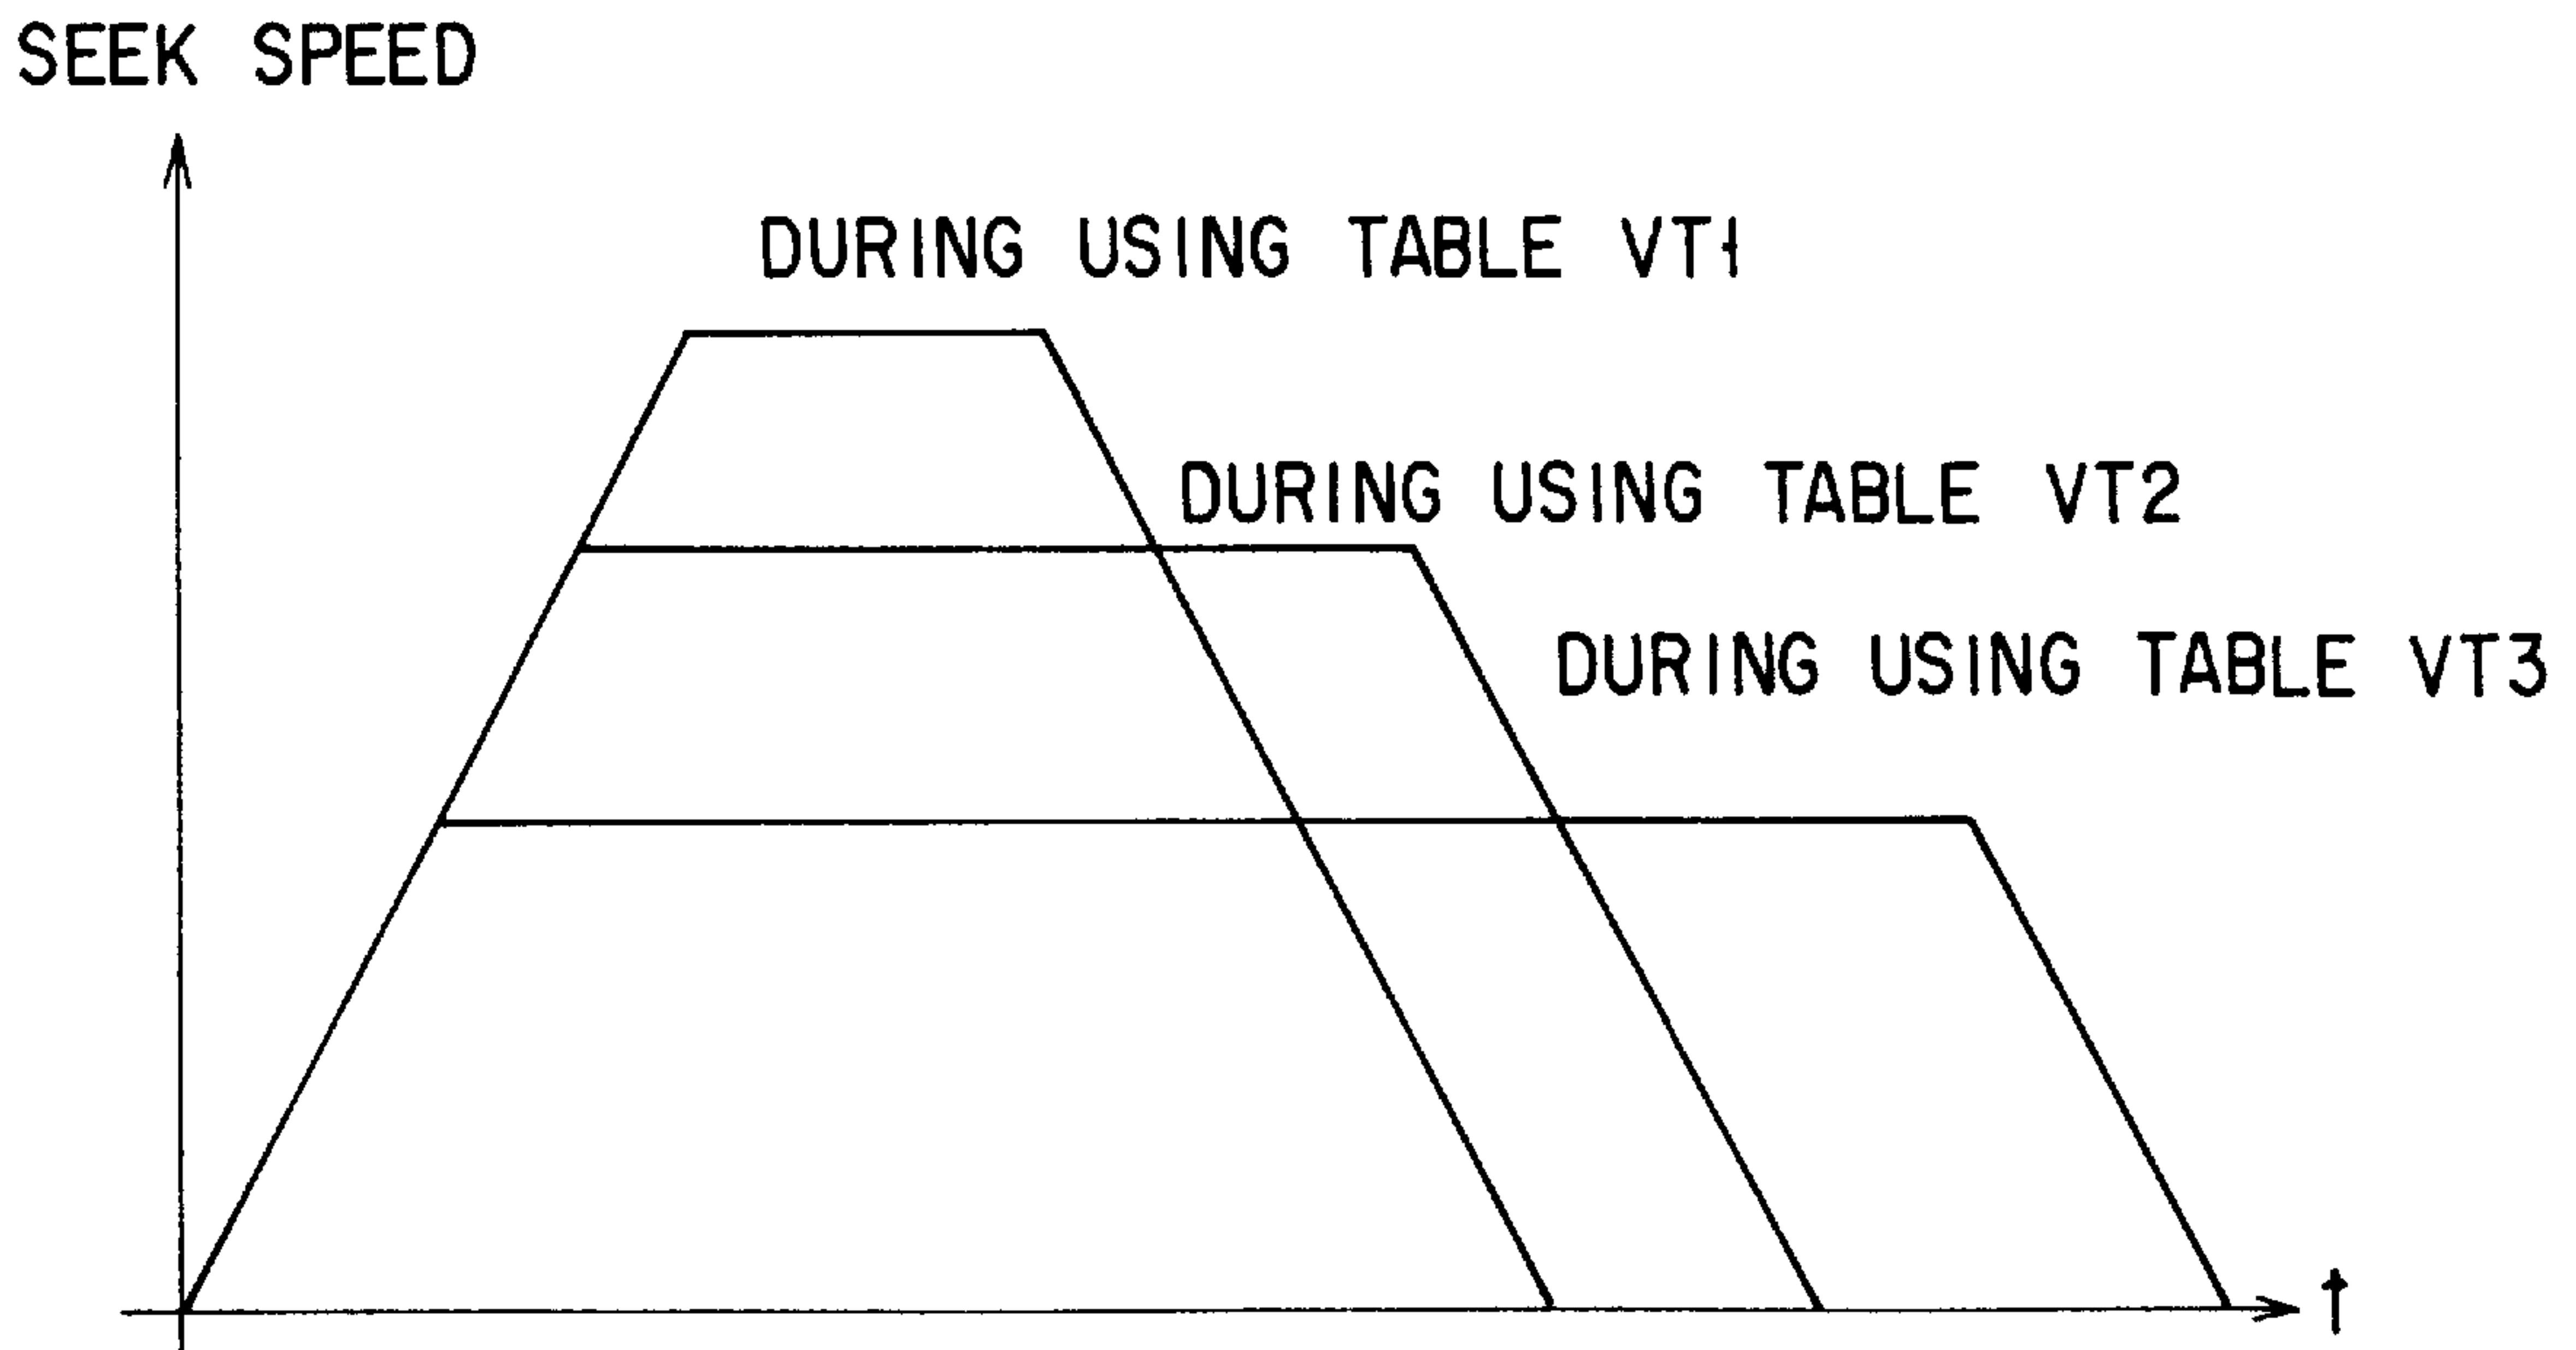 SEEK SPEED
DURING USING TABLE VT1
DURING USING TABLE VT2
DURING USING TABLE VT3
t